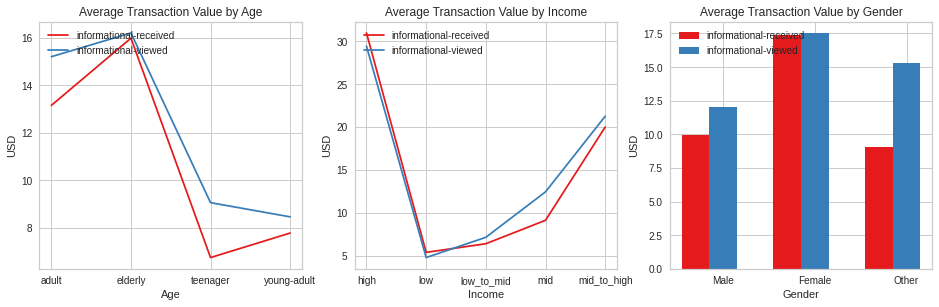 Average Transaction Value by Age
informational-received
informational-viewed
16
14
12
10
8
USD
adult
elderly
teenager
young-adult
Age
Average Transaction Value by Income
informational-received
informational-viewed
30
25
20
15
10
5
USD
high
low
low_to_mid
mid
mid_to_high
Income
Average Transaction Value by Gender
informational-received
informational-viewed
17.5
15.0
12.5
10.0
7.5
5.0
2.5
0.0
USD
Male
Female
Other
Gender